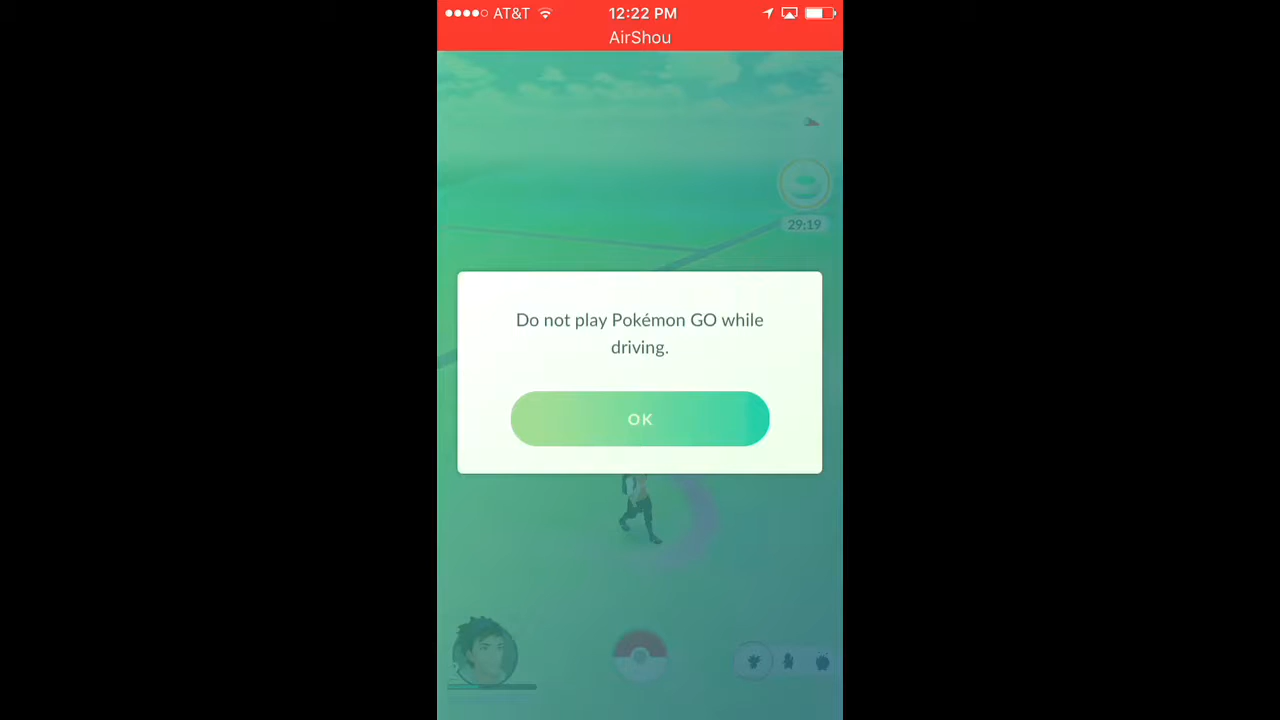 AT&T 12:22 PM
AirShou
29:19
Do not play Pokémon GO while
driving.
OK